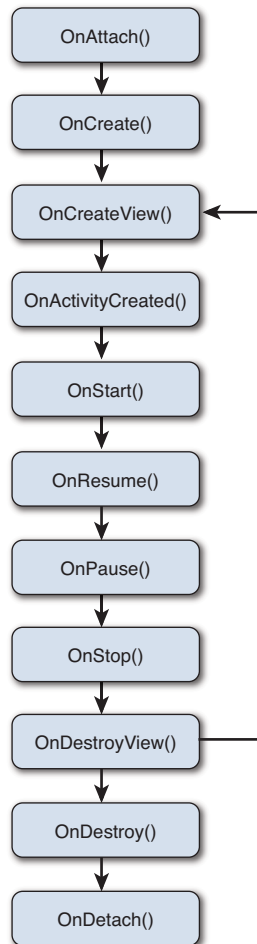 OnAttach()
OnCreate()
OnCreateView()
OnActivityCreated()
OnStart()
OnResume()
OnPause()
OnStop()
OnDestroyView()
OnDestroy()
OnDetach()